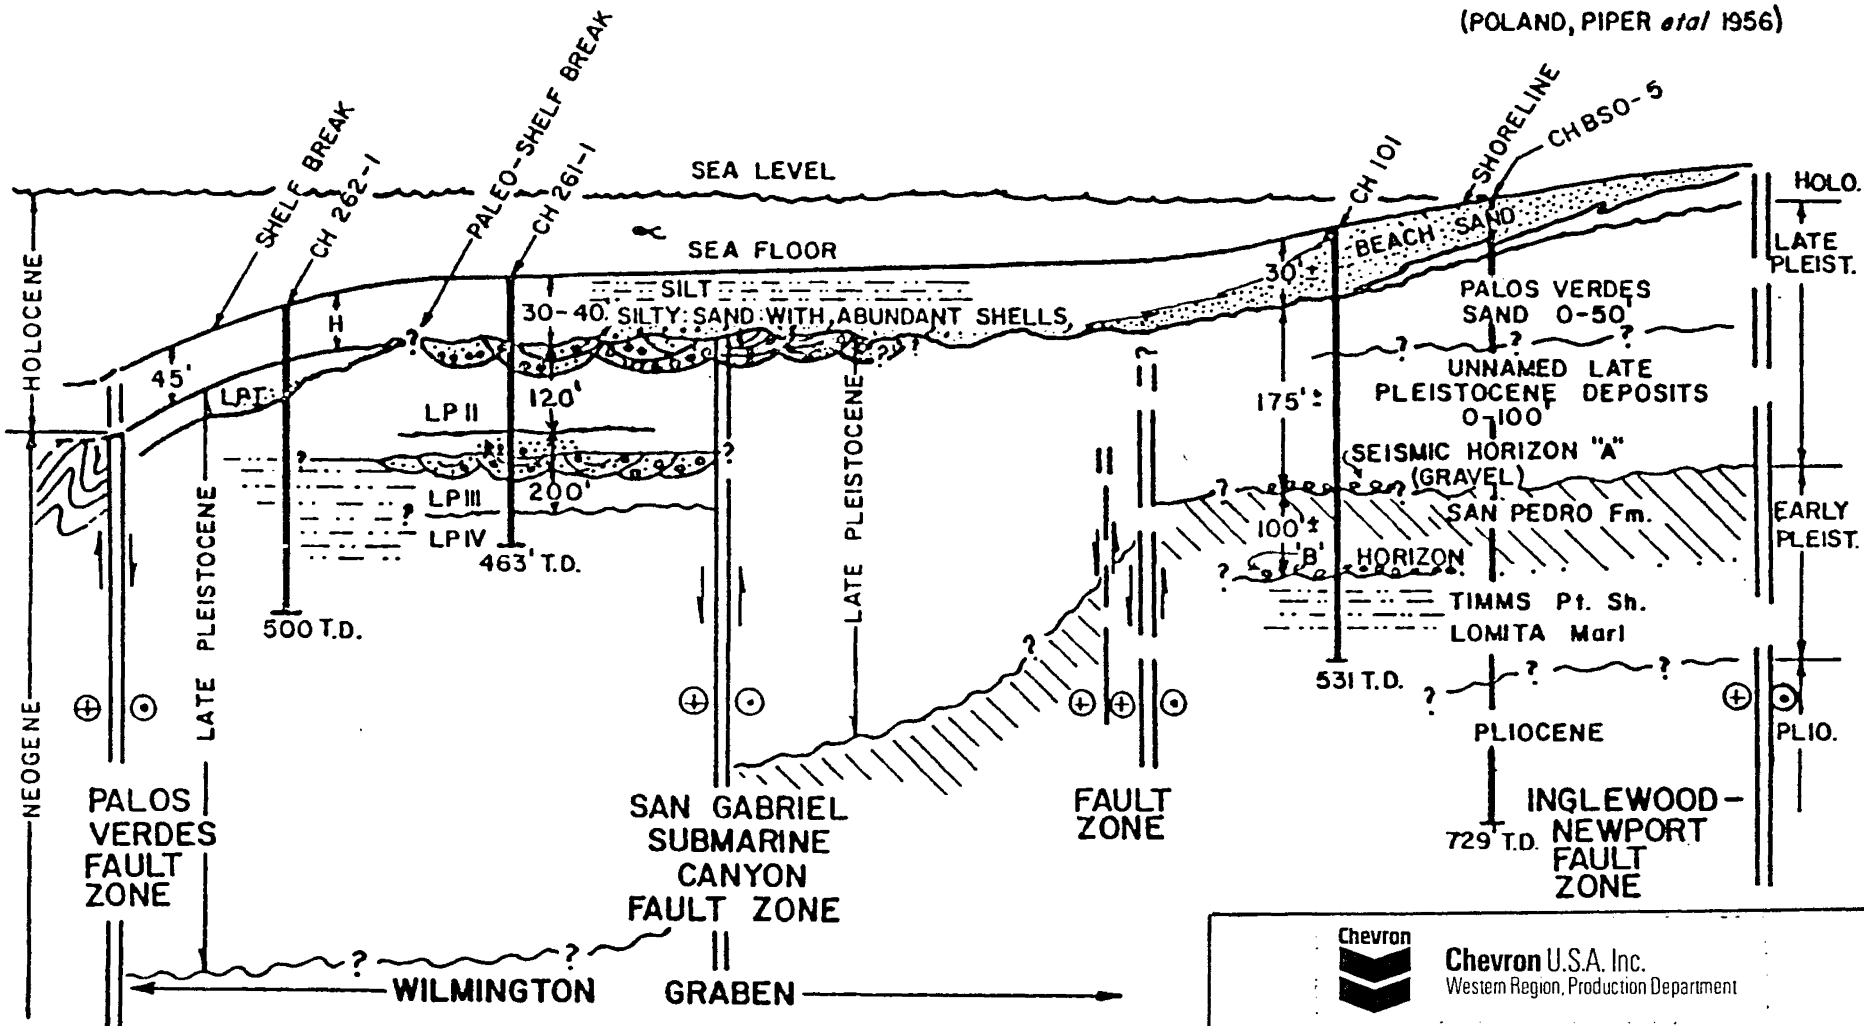 (POLAND, PIPER etal 1956)
SHELF BREAK
CH 262-1
PALEO-SHELF BREAK
CH 261-1
CH 101
SHORELINE
CH BSO-5
SEA LEVEL
SEA FLOOR
HOLO.
LATE
PLEIST.
EARLY
PLEIST.
PLIO.
HOLOCENE
NEOGENE
45'
H
LPI
?
30-40'
SILT
SILTY SAND WITH ABUNDANT SHELLS
?
?
120'
LP II
?
?
200'
LP III
?
LP IV
463' T.D.
500 T.D.
LATE PLEISTOCENE
LATE PLEISTOCENE
30' ±
BEACH SAND
PALOS VERDES
SAND 0-50'
? ? ?
UNNAMED LATE
PLEISTOCENE DEPOSITS
0-100'
175' ±
??
SEISMIC HORIZON "A"
(GRAVEL)
? ? ?
SAN PEDRO Fm.
100' ±
'B' HORIZON
?
TIMMS Pt. Sh.
LOMITA Marl
531 T.D.
? ? ?
PLIOCENE
729' T.D.
?
PALOS
VERDES
FAULT
ZONE
SAN GABRIEL
SUBMARINE
CANYON
FAULT ZONE
FAULT
ZONE
INGLEWOOD-
NEWPORT
FAULT
ZONE
? ?
WILMINGTON GRABEN
Chevron
Chevron U.S.A. Inc.
Western Region, Production Department